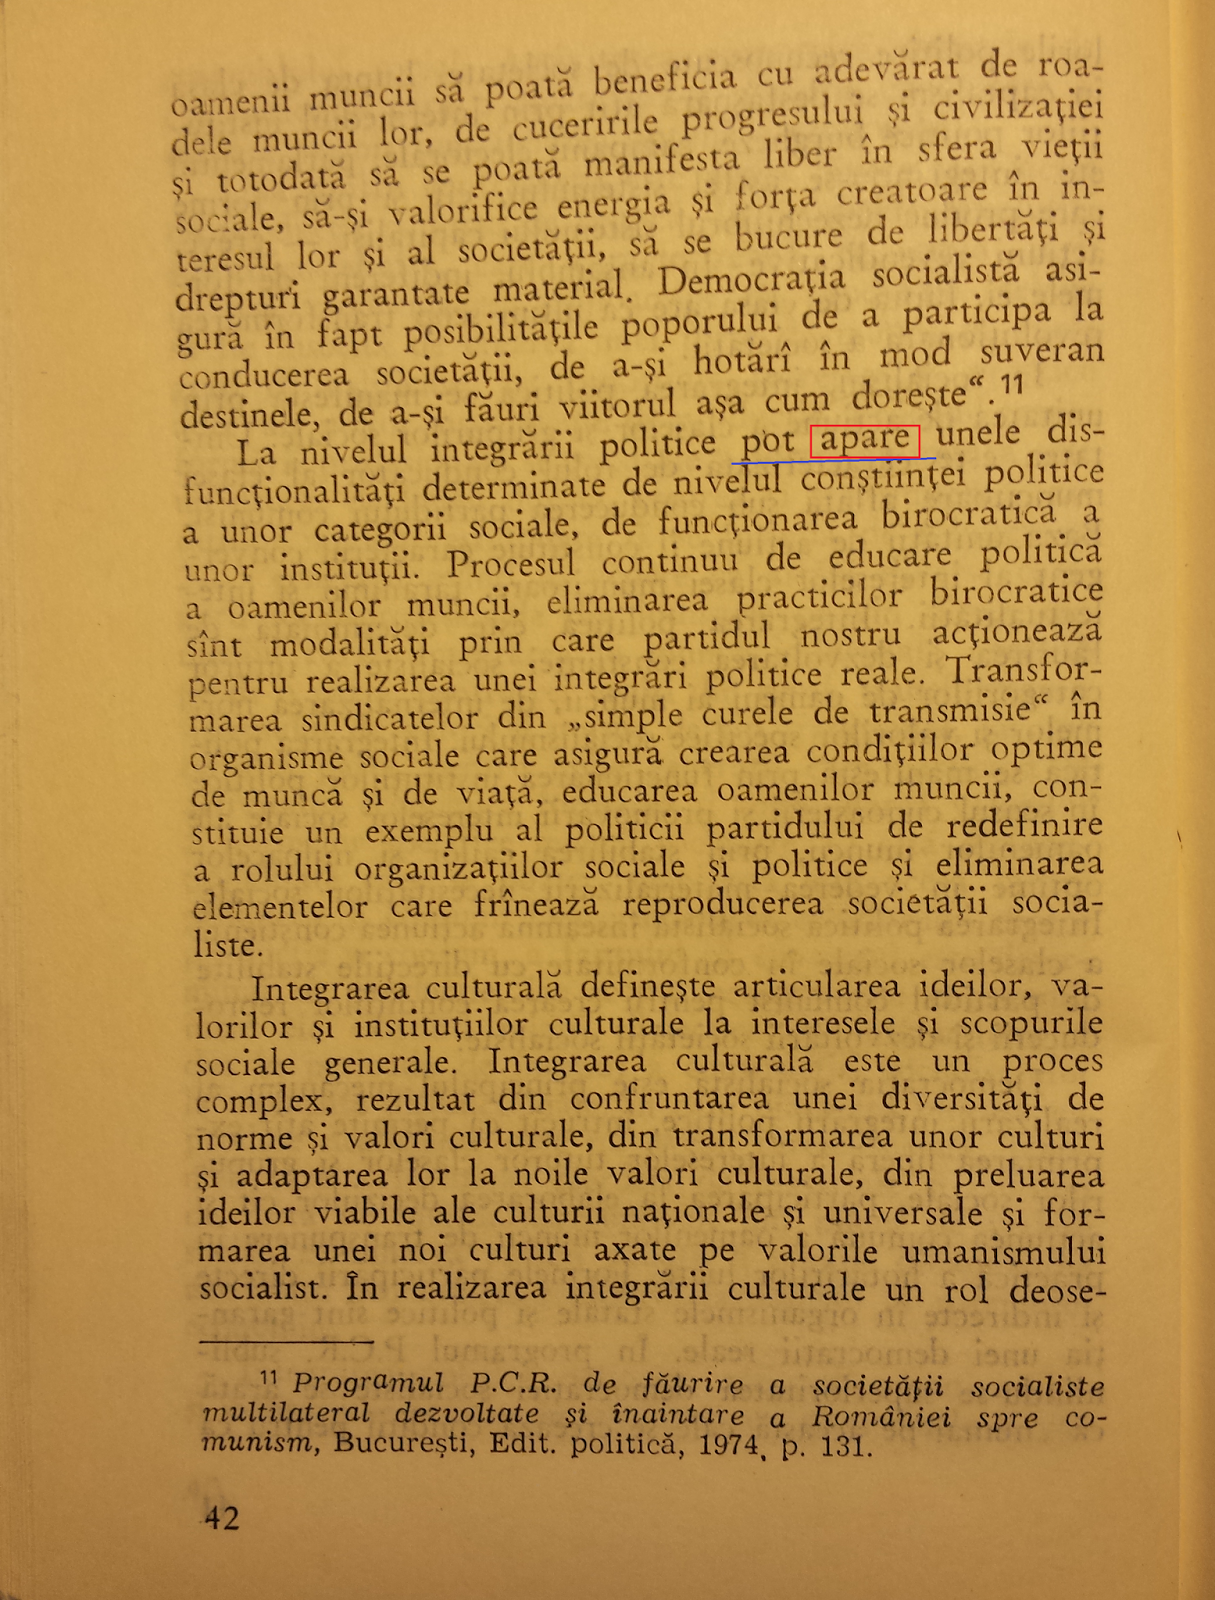 oamenii muncii să poată beneficia cu adevărat de roa-
dele muncii lor, de cuceririle progresului și civilizației
și totodată să se poată manifesta liber în sfera vieții
sociale, să-și valorifice energia și forța creatoare în in-
teresul lor și al societății, să se bucure de libertăți și
drepturi garantate material. Democrația socialistă asi-
gură în fapt posibilitățile poporului de a participa la
conducerea societății, de a-și hotărî în mod suveran
destinele, de a-și făuri viitorul așa cum dorește“.¹¹
La nivelul integrării politice pot apare unele dis-
funcționalități determinate de nivelul conștiinței politice
a unor categorii sociale, de funcționarea birocratică a
unor instituții. Procesul continuu de educare politică
a oamenilor muncii, eliminarea practicilor birocratice
sînt modalități prin care partidul nostru acționează
pentru realizarea unei integrări politice reale. Transfor-
marea sindicatelor din „simple curele de transmisie“ în
organisme sociale care asigură crearea condițiilor optime
de muncă și de viață, educarea oamenilor muncii, con-
stituie un exemplu al politicii partidului de redefinire
a rolului organizațiilor sociale și politice și eliminarea
elementelor care frînează reproducerea societății socia-
liste.
Integrarea culturală definește articularea ideilor, va-
lorilor și instituțiilor culturale la interesele și scopurile
sociale generale. Integrarea culturală este un proces
complex, rezultat din confruntarea unei diversități de
norme și valori culturale, din transformarea unor culturi
și adaptarea lor la noile valori culturale, din preluarea
ideilor viabile ale culturii naționale și universale și for-
marea unei noi culturi axate pe valorile umanismului
socialist. În realizarea integrării culturale un rol deose-
¹¹ Programul P.C.R. de făurire a societății socialiste
multilateral dezvoltate și înaintare a României spre co-
munism, București, Edit. politică, 1974, p. 131.
42